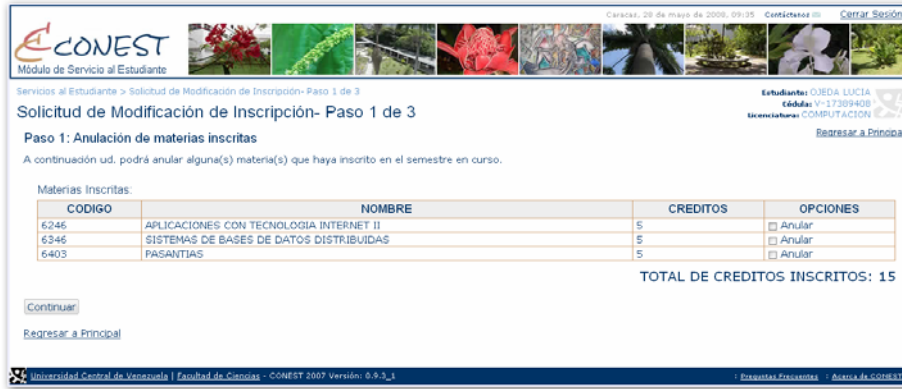 Caracas, 28 de mayo de 2008, 09:35 Contáctenos Cerrar Sesión
CONEST
Módulo de Servicio al Estudiante
Servicios al Estudiante > Solicitud de Modificación de Inscripción- Paso 1 de 3
Estudiante: OJEDA LUCIA
Cédula: V-17389408
Licenciatura: COMPUTACION
Solicitud de Modificación de Inscripción- Paso 1 de 3
Regresar a Principal
Paso 1: Anulación de materias inscritas
A continuación ud. podrá anular alguna(s) materia(s) que haya inscrito en el semestre en curso.
Materias Inscritas:
CODIGO NOMBRE CREDITOS OPCIONES
6246 APLICACIONES CON TECNOLOGIA INTERNET II 5 Anular
6346 SISTEMAS DE BASES DE DATOS DISTRIBUIDAS 5 Anular
6403 PASANTIAS 5 Anular
TOTAL DE CREDITOS INSCRITOS: 15
Continuar
Regresar a Principal
Universidad Central de Venezuela | Facultad de Ciencias - CONEST 2007 Versión: 0.9.3_1 : Preguntas Frecuentes : Acerca de CONEST